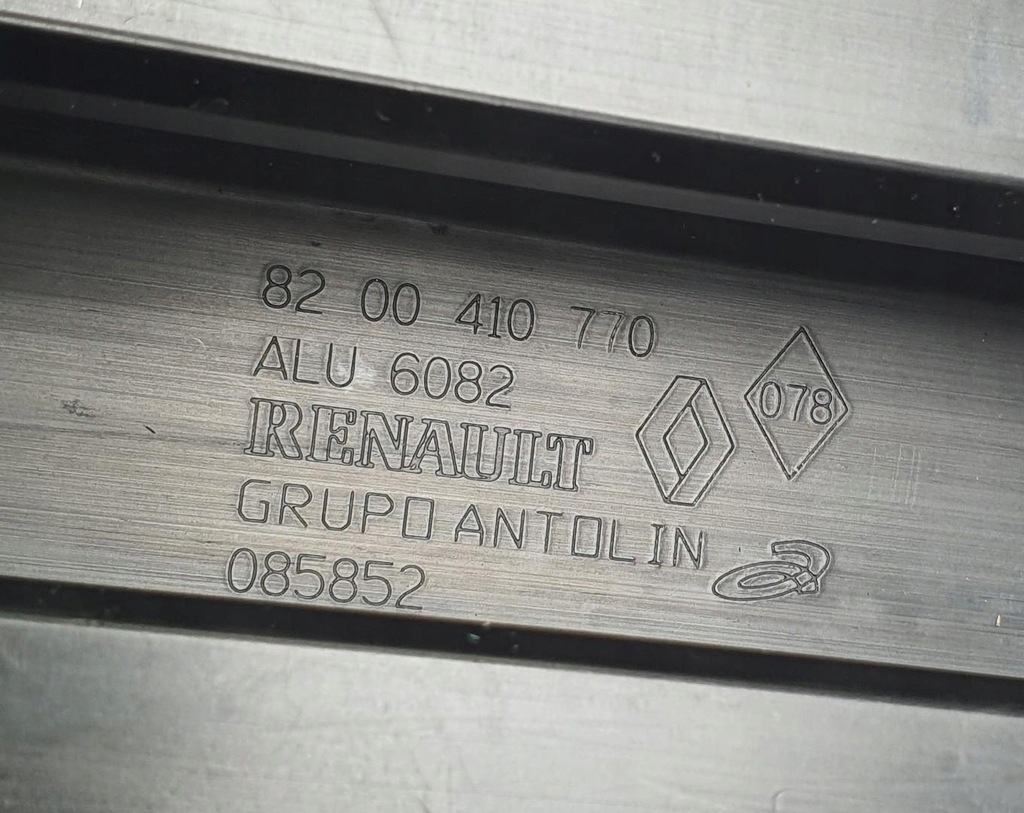 82 00 410 770
ALU 6082
078
RENAULT
GRUPO ANTOLIN
085852